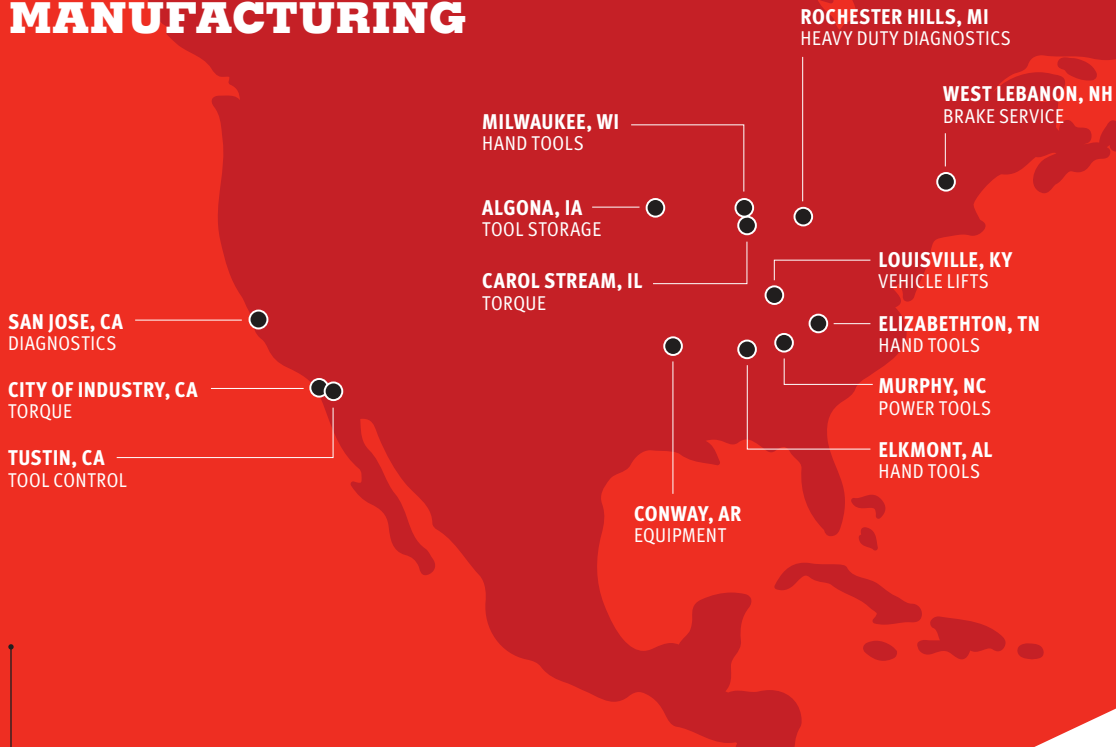 MANUFACTURING
ROCHESTER HILLS, MI
HEAVY DUTY DIAGNOSTICS
WEST LEBANON, NH
BRAKE SERVICE
MILWAUKEE, WI
HAND TOOLS
ALGONA, IA
TOOL STORAGE
CAROL STREAM, IL
TORQUE
LOUISVILLE, KY
VEHICLE LIFTS
SAN JOSE, CA
DIAGNOSTICS
ELIZABETHTON, TN
HAND TOOLS
CITY OF INDUSTRY, CA
TORQUE
MURPHY, NC
POWER TOOLS
TUSTIN, CA
TOOL CONTROL
ELKMONT, AL
HAND TOOLS
CONWAY, AR
EQUIPMENT